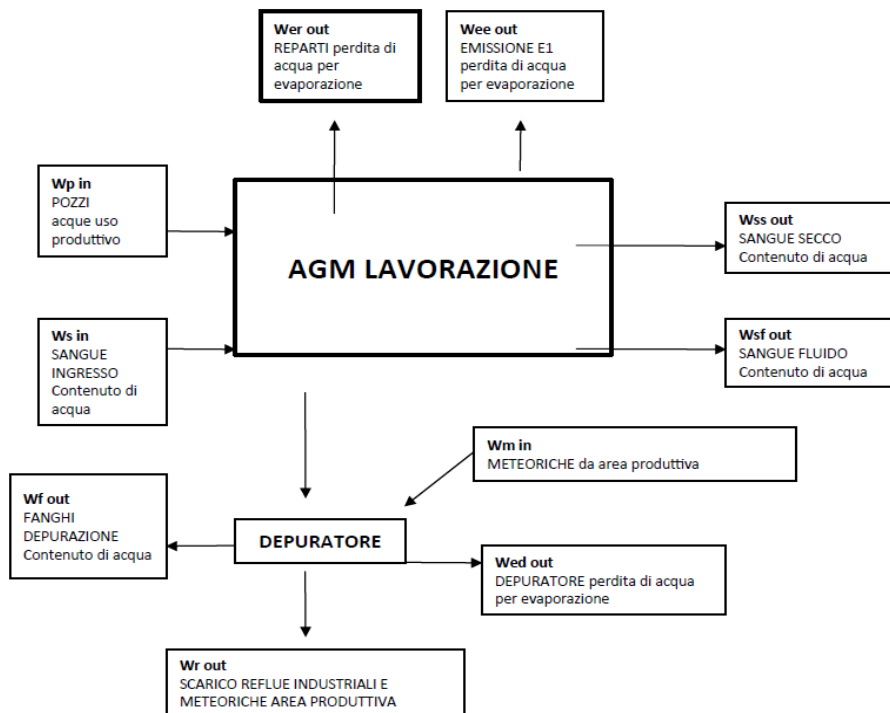 Wer out
REPARTI perdita di
acqua per
evaporazione
Wee out
EMISSIONE E1
perdita di acqua
per evaporazione
Wp in
POZZI
acque uso
produttivo
AGM LAVORAZIONE
Wss out
SANGUE SECCO
Contenuto di acqua
Ws in
SANGUE
INGRESSO
Contenuto di
acqua
Wsf out
SANGUE FLUIDO
Contenuto di acqua
Wm in
METEORICHE da area produttiva
Wf out
FANGHI
DEPURAZIONE
Contenuto di acqua
DEPURATORE
Wed out
DEPURATORE perdita di acqua
per evaporazione
Wr out
SCARICO REFLUE INDUSTRIALI E
METEORICHE AREA PRODUTTIVA